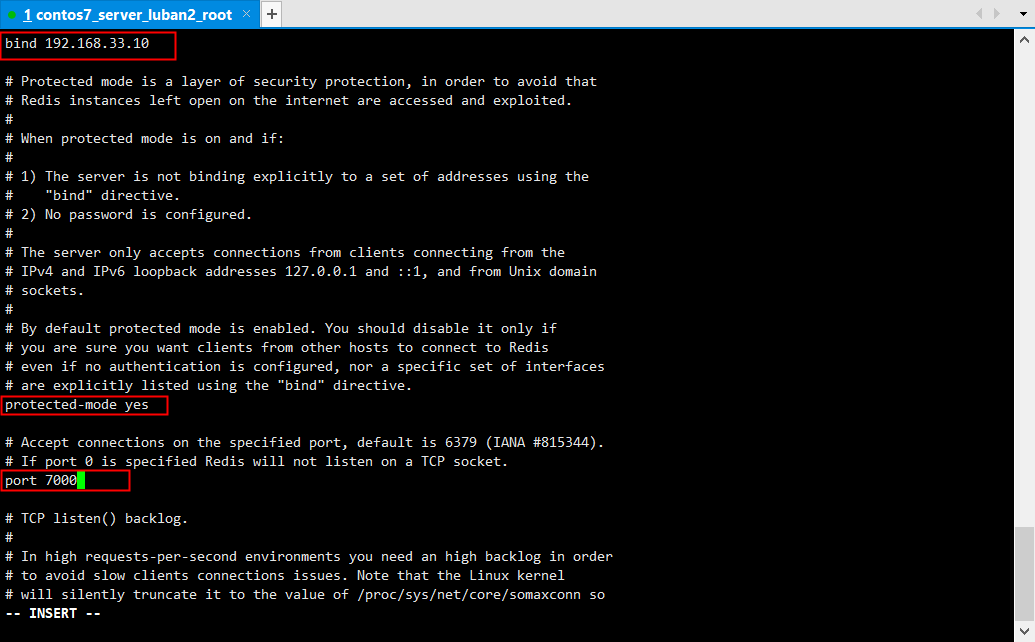 1 contos7_server_luban2_root × +
bind 192.168.33.10
# Protected mode is a layer of security protection, in order to avoid that
# Redis instances left open on the internet are accessed and exploited.
#
# When protected mode is on and if:
#
# 1) The server is not binding explicitly to a set of addresses using the
#    "bind" directive.
# 2) No password is configured.
#
# The server only accepts connections from clients connecting from the
# IPv4 and IPv6 loopback addresses 127.0.0.1 and ::1, and from Unix domain
# sockets.
#
# By default protected mode is enabled. You should disable it only if
# you are sure you want clients from other hosts to connect to Redis
# even if no authentication is configured, nor a specific set of interfaces
# are explicitly listed using the "bind" directive.
protected-mode yes
# Accept connections on the specified port, default is 6379 (IANA #815344).
# If port 0 is specified Redis will not listen on a TCP socket.
port 7000
# TCP listen() backlog.
#
# In high requests-per-second environments you need an high backlog in order
# to avoid slow clients connections issues. Note that the Linux kernel
# will silently truncate it to the value of /proc/sys/net/core/somaxconn so
-- INSERT --